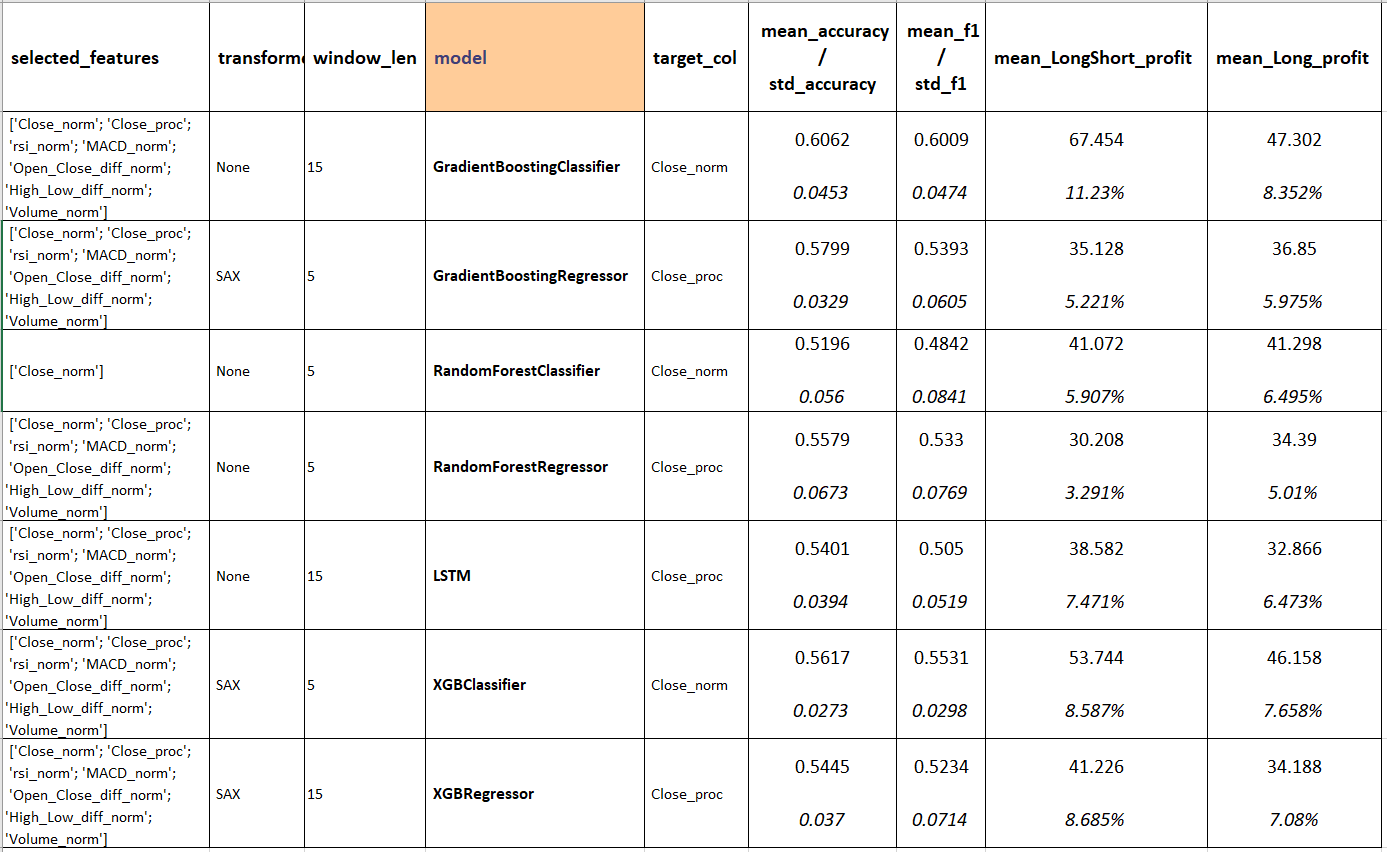 selected_features transforme window_len model target_col mean_accuracy / std_accuracy mean_f1 / std_f1 mean_LongShort_profit mean_Long_profit
['Close_norm'; 'Close_proc';
'rsi_norm'; 'MACD_norm';
'Open_Close_diff_norm';
'High_Low_diff_norm';
'Volume_norm']
None 15 GradientBoostingClassifier Close_norm
0.6062 0.6009 67.454 47.302
0.0453 0.0474 11.23% 8.352%
['Close_norm'; 'Close_proc';
'rsi_norm'; 'MACD_norm';
'Open_Close_diff_norm';
'High_Low_diff_norm';
'Volume_norm']
SAX 5 GradientBoostingRegressor Close_proc
0.5799 0.5393 35.128 36.85
0.0329 0.0605 5.221% 5.975%
['Close_norm']
None 5 RandomForestClassifier Close_norm
0.5196 0.4842 41.072 41.298
0.056 0.0841 5.907% 6.495%
['Close_norm'; 'Close_proc';
'rsi_norm'; 'MACD_norm';
'Open_Close_diff_norm';
'High_Low_diff_norm';
'Volume_norm']
None 5 RandomForestRegressor Close_proc
0.5579 0.533 30.208 34.39
0.0673 0.0769 3.291% 5.01%
['Close_norm'; 'Close_proc';
'rsi_norm'; 'MACD_norm';
'Open_Close_diff_norm';
'High_Low_diff_norm';
'Volume_norm']
None 15 LSTM Close_proc
0.5401 0.505 38.582 32.866
0.0394 0.0519 7.471% 6.473%
['Close_norm'; 'Close_proc';
'rsi_norm'; 'MACD_norm';
'Open_Close_diff_norm';
'High_Low_diff_norm';
'Volume_norm']
SAX 5 XGBClassifier Close_norm
0.5617 0.5531 53.744 46.158
0.0273 0.0298 8.587% 7.658%
['Close_norm'; 'Close_proc';
'rsi_norm'; 'MACD_norm';
'Open_Close_diff_norm';
'High_Low_diff_norm';
'Volume_norm']
SAX 15 XGBRegressor Close_proc
0.5445 0.5234 41.226 34.188
0.037 0.0714 8.685% 7.08%